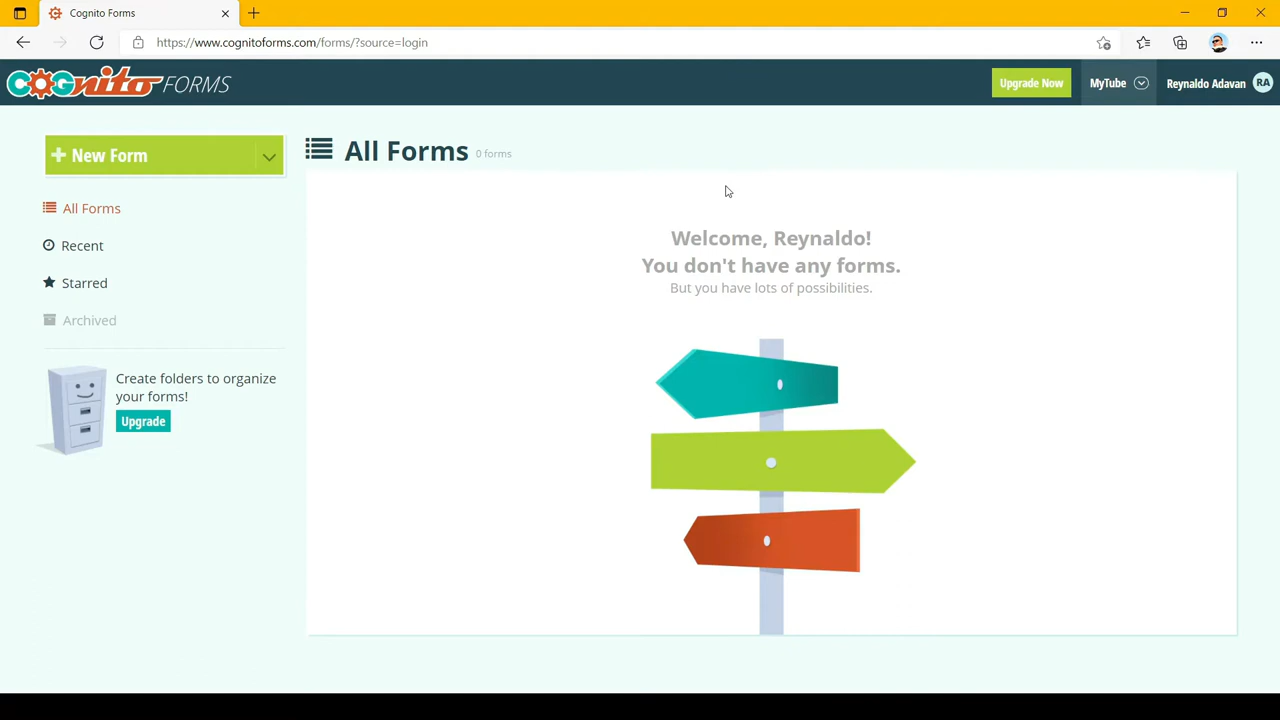 Cognito Forms
https://www.cognitoforms.com/forms/?source=login
COGnito FORMS
Upgrade Now
MyTube
Reynaldo Adavan
RA
New Form
All Forms 0 forms
All Forms
Recent
Starred
Archived
Create folders to organize
your forms!
Upgrade
Welcome, Reynaldo!
You don't have any forms.
But you have lots of possibilities.